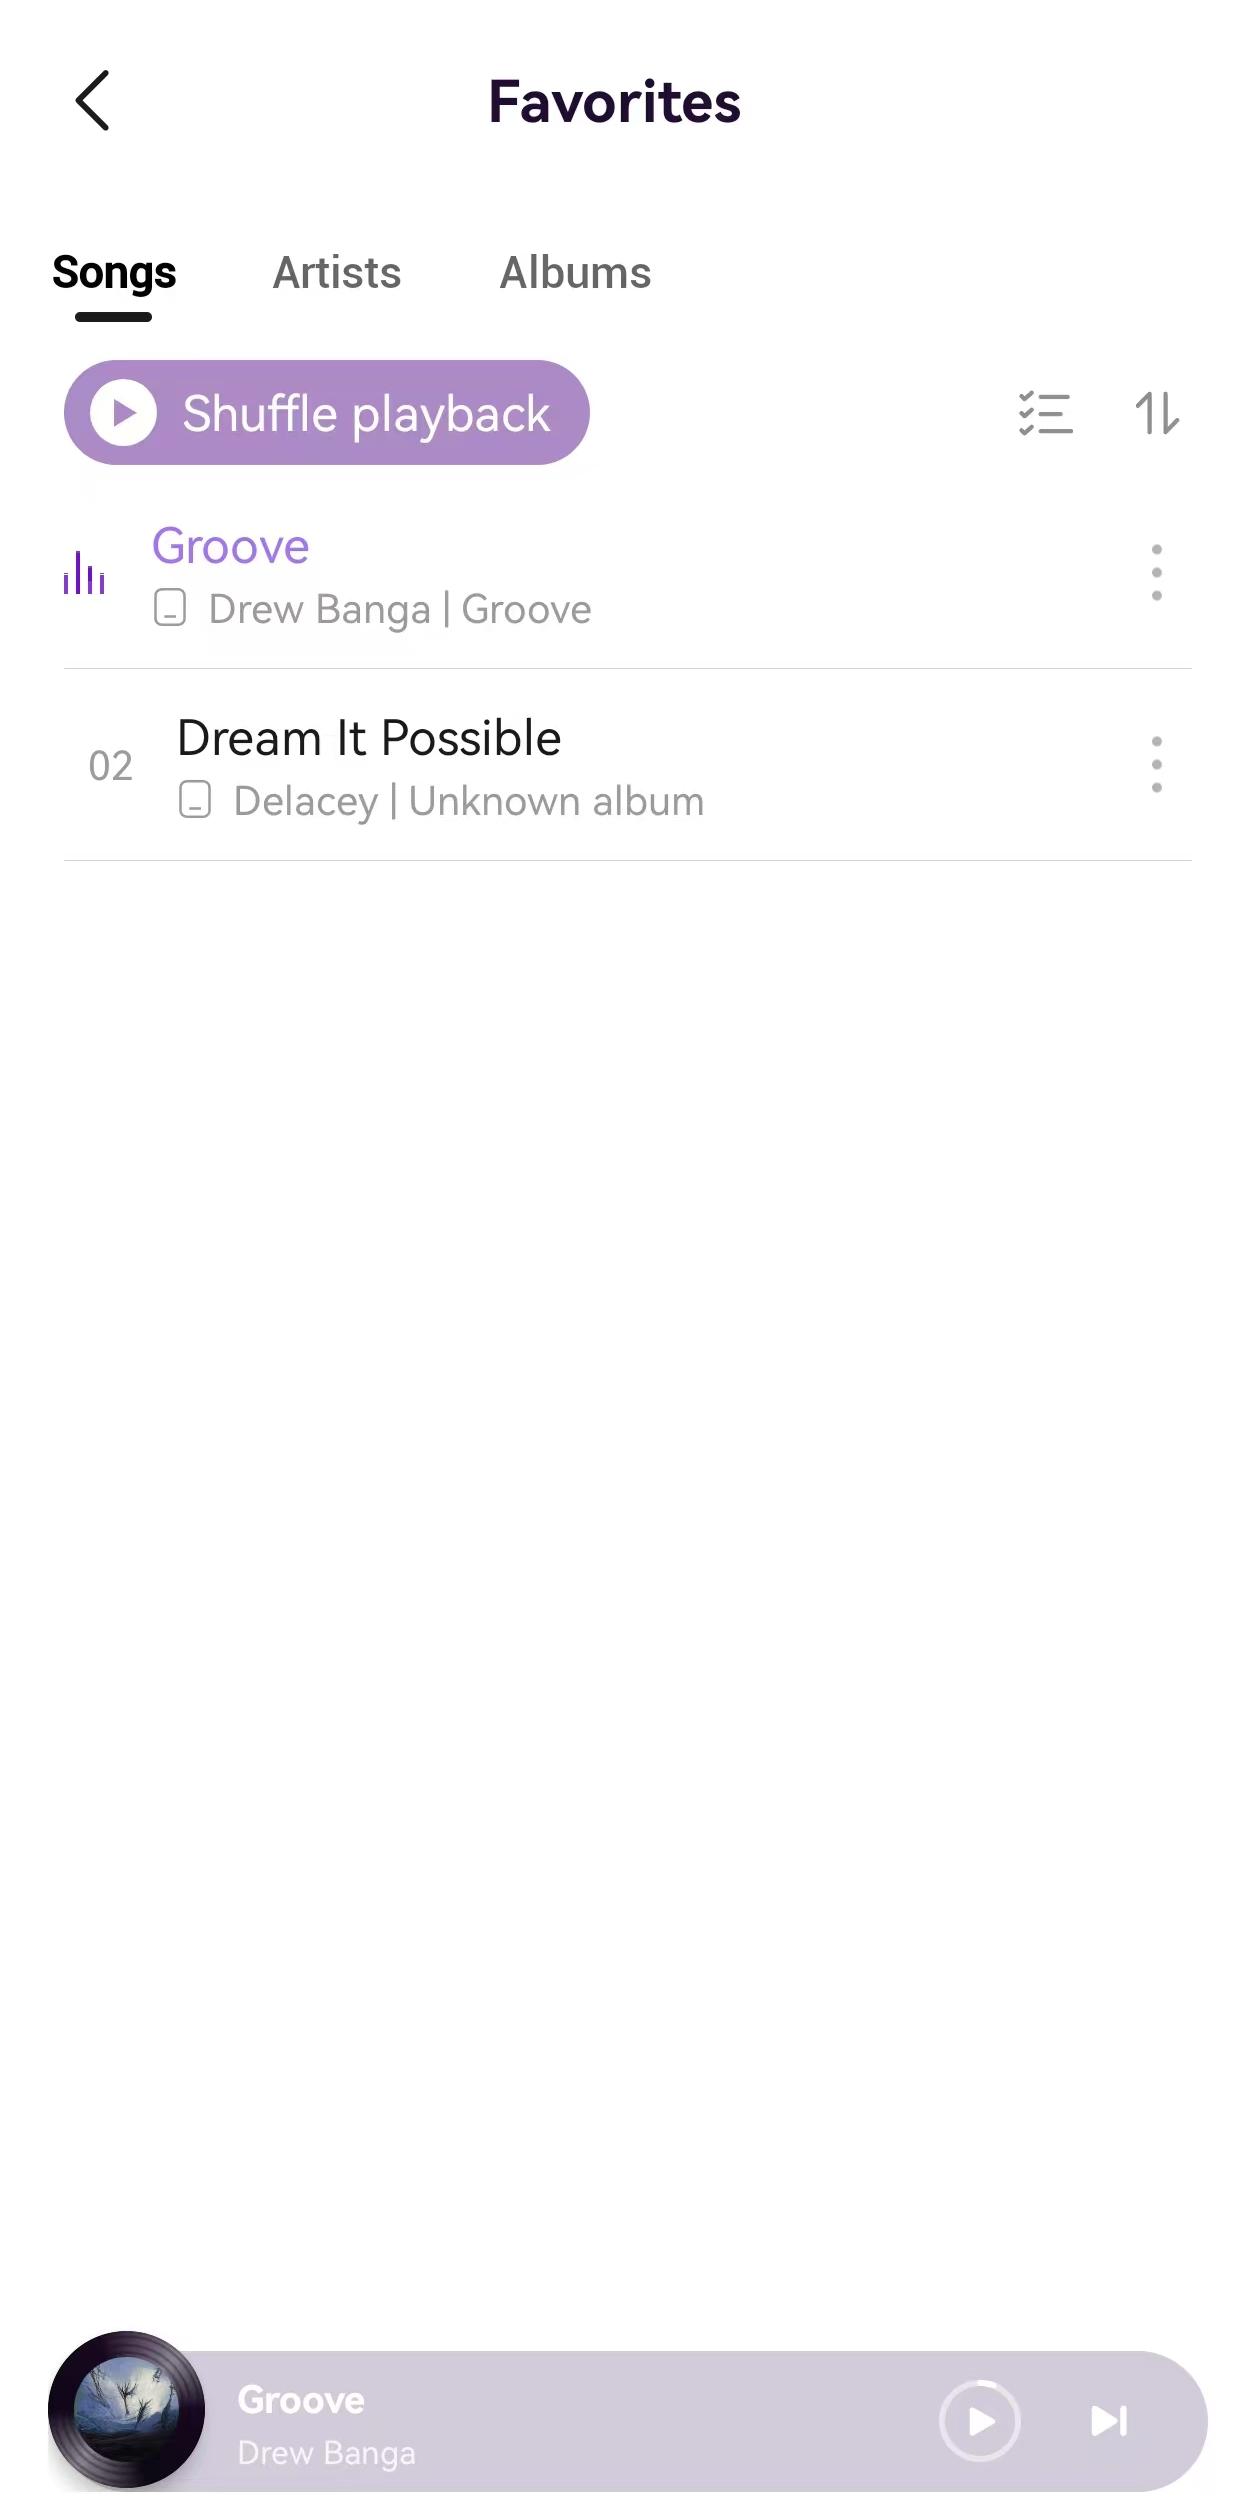 Favorites
Songs Artists Albums
Shuffle playback
Groove
Drew Banga | Groove
02
Dream It Possible
Delacey | Unknown album
Groove
Drew Banga